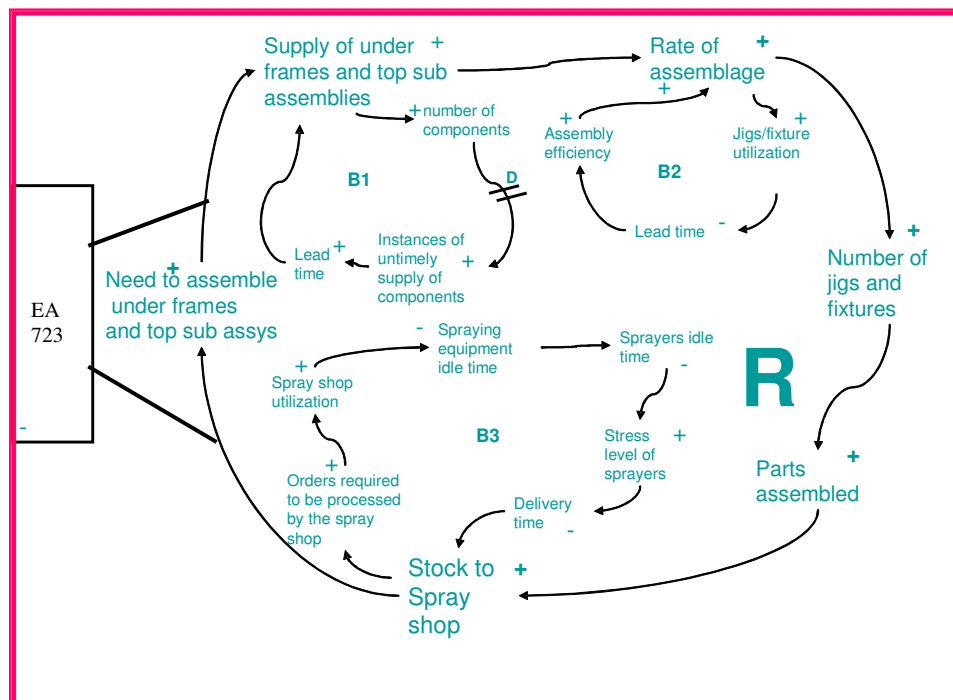 Supply of under +
frames and top sub
assemblies
Rate of +
assemblage
+
+ number of
components
+
Assembly
efficiency
+
Jigs/fixture
utilization
B1
D
B2
Lead time -
Lead +
time
Instances of
untimely +
supply of
components
+
Number of
jigs and
fixtures
+
Need to assemble
under frames
and top sub assys
EA
723
-
- Spraying
equipment
idle time
Sprayers idle
time -
+
Spray shop
utilization
R
B3
Stress +
level of
sprayers
+
Parts
assembled
+
Orders required
to be processed
by the spray
shop
Delivery
time -
Stock to +
Spray
shop